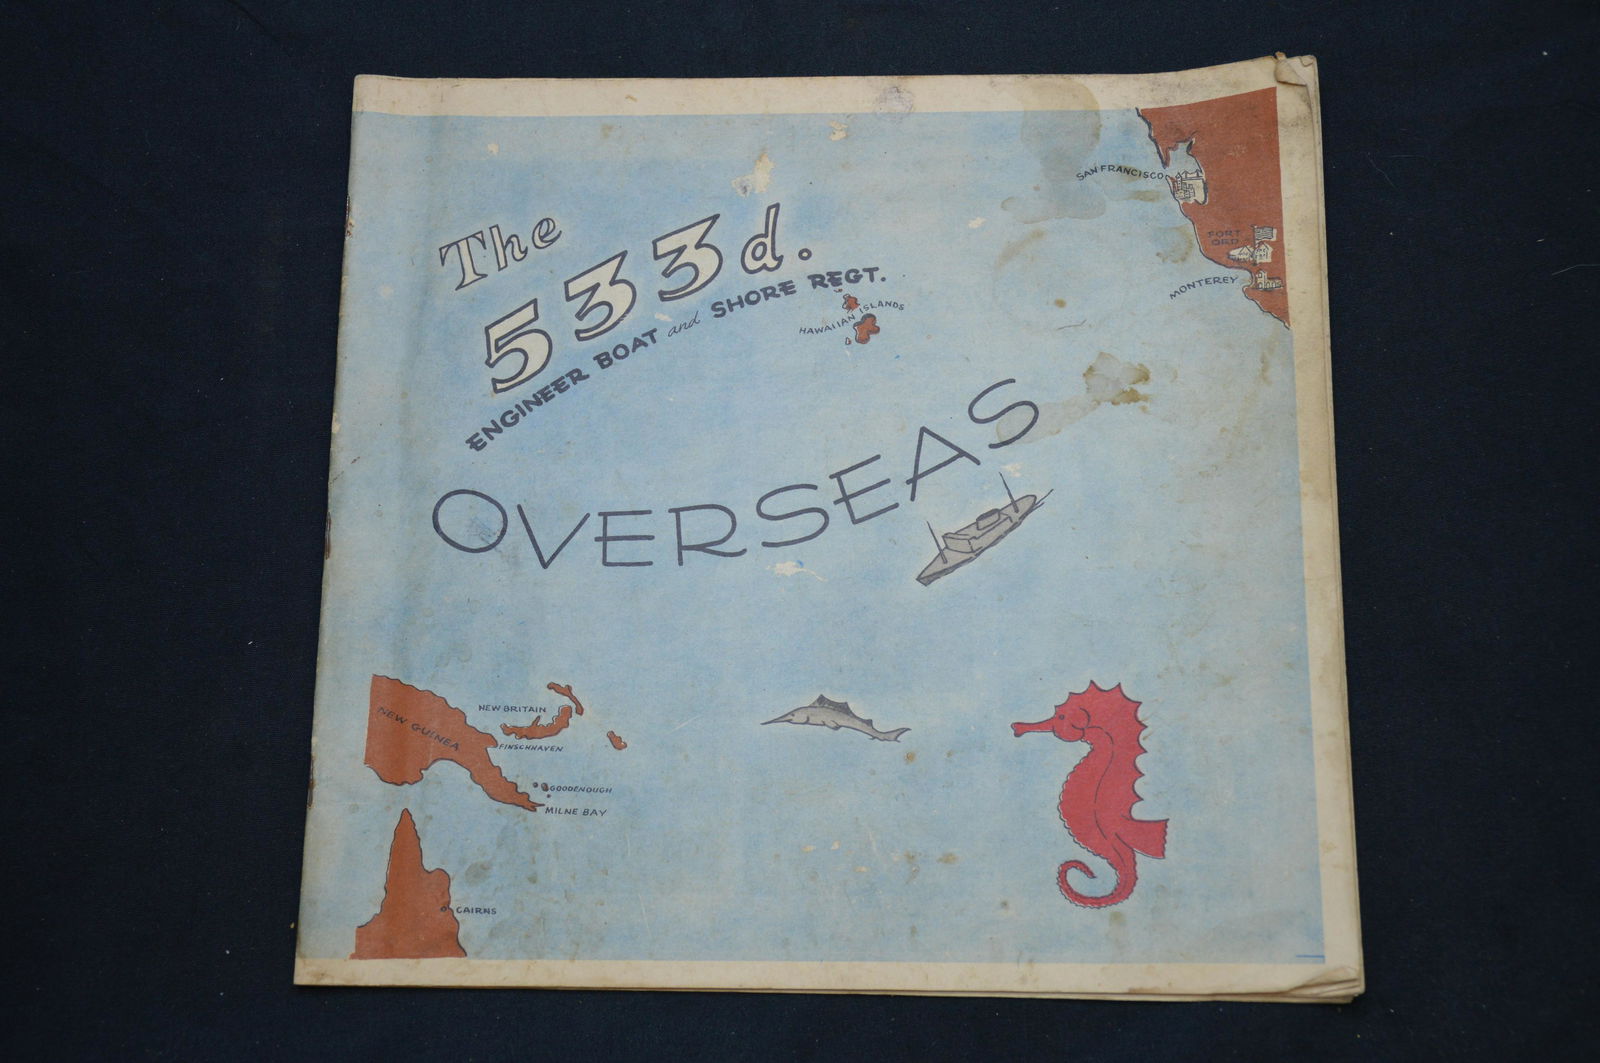 The
533d.
ENGINEER BOAT and SHORE REGT.
OVERSEAS
SAN FRANCISCO
FORT
ORD
MONTEREY
HAWAIIAN ISLANDS
NEW GUINEA
NEW BRITAIN
FINSCHHAVEN
GOODENOUGH
MILNE BAY
CAIRNS